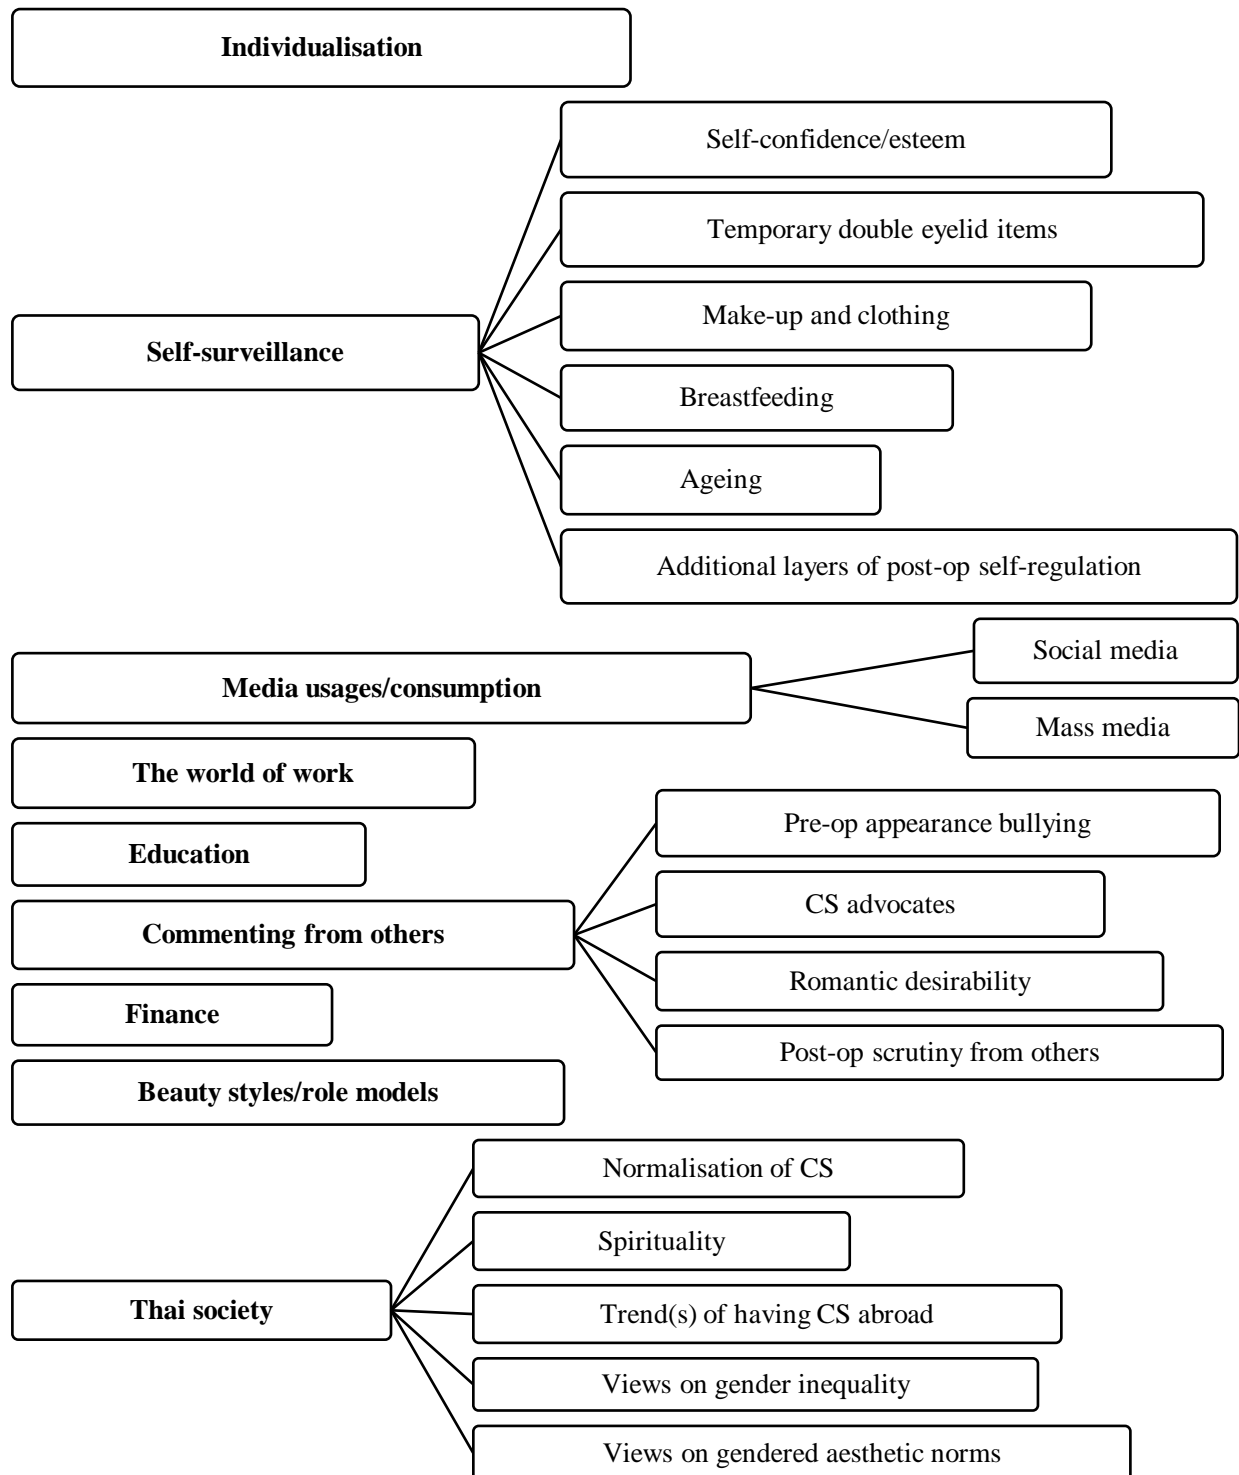 Individualisation
Self-surveillance
Self-confidence/esteem
Temporary double eyelid items
Make-up and clothing
Breastfeeding
Ageing
Additional layers of post-op self-regulation
Media usages/consumption
Social media
Mass media
The world of work
Education
Commenting from others
Pre-op appearance bullying
CS advocates
Romantic desirability
Post-op scrutiny from others
Finance
Beauty styles/role models
Thai society
Normalisation of CS
Spirituality
Trend(s) of having CS abroad
Views on gender inequality
Views on gendered aesthetic norms